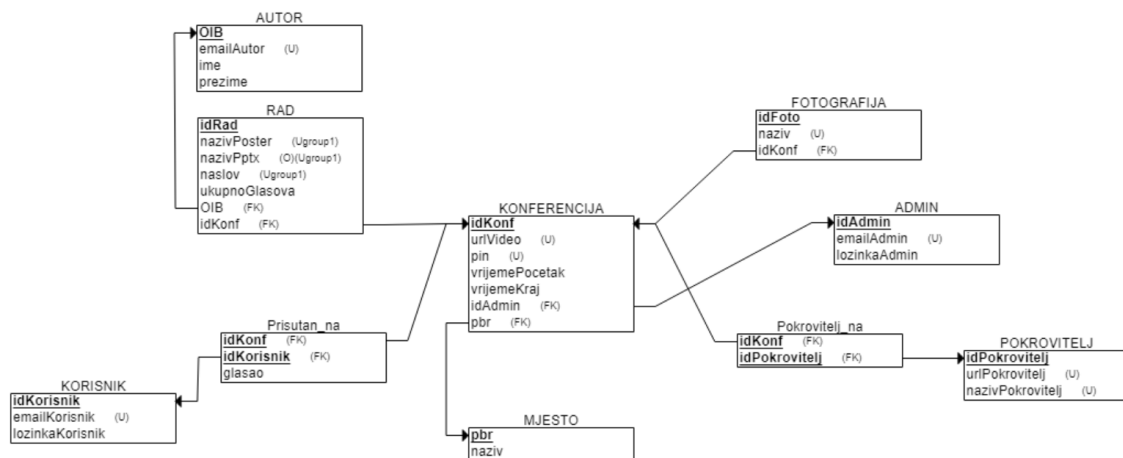 AUTOR
OIB
emailAutor (U)
ime
prezime
RAD
idRad
nazivPoster (Ugroup1)
nazivPptx (O)(Ugroup1)
naslov (Ugroup1)
ukupnoGlasova
OIB (FK)
idKonf (FK)
FOTOGRAFIJA
idFoto
naziv (U)
idKonf (FK)
KONFERENCIJA
idKonf
urlVideo (U)
pin (U)
vrijemePocetak
vrijemeKraj
idAdmin (FK)
pbr (FK)
ADMIN
idAdmin
emailAdmin (U)
lozinkaAdmin
Prisutan_na
idKonf (FK)
idKorisnik (FK)
glasao
Pokrovitelj_na
idKonf (FK)
idPokrovitelj (FK)
POKROVITELJ
idPokrovitelj
urlPokrovitelj (U)
nazivPokrovitelj (U)
KORISNIK
idKorisnik
emailKorisnik (U)
lozinkaKorisnik
MJESTO
pbr
naziv